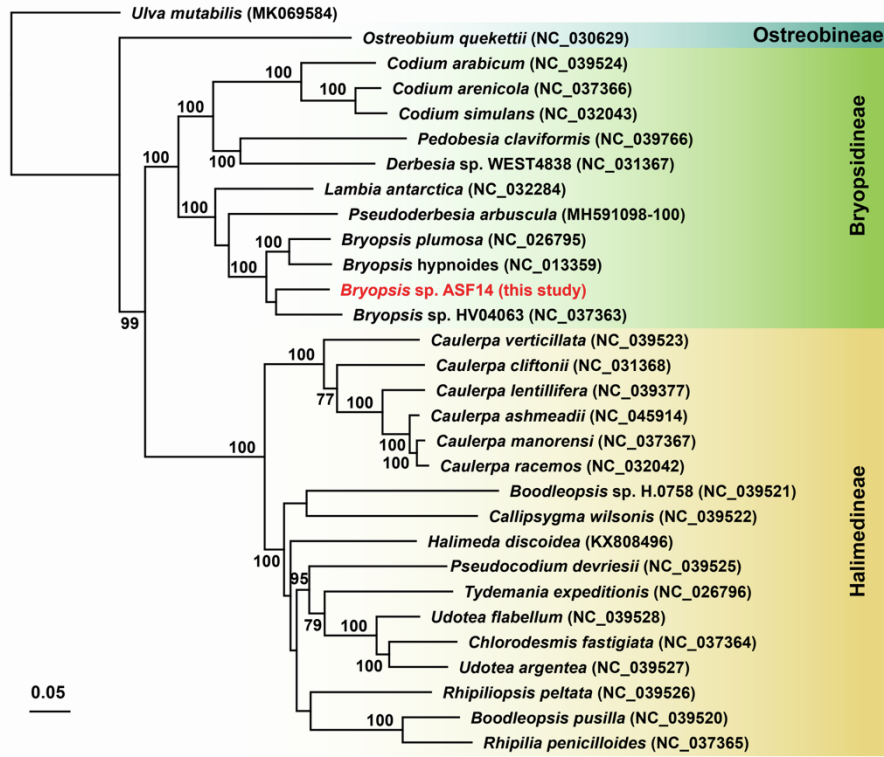 Ulva mutabilis (MK069584)
Ostreobium quekettii (NC_030629)
Ostreobineae
Codium arabicum (NC_039524)
100
Codium arenicola (NC_037366)
100
Codium simulans (NC_032043)
100
Pedobesia claviformis (NC_039766)
100
Derbesia sp. WEST4838 (NC_031367)
100
Lambia antarctica (NC_032284)
100
Pseudoderbesia arbuscula (MH591098-100)
Bryopsis plumosa (NC_026795)
100
Bryopsis hypnoides (NC_013359)
100
Bryopsis sp. ASF14 (this study)
Bryopsis sp. HV04063 (NC_037363)
Bryopsidineae
99
Caulerpa verticillata (NC_039523)
100
Caulerpa cliftonii (NC_031368)
77
Caulerpa lentillifera (NC_039377)
100
Caulerpa ashmeadii (NC_045914)
100
Caulerpa manorensi (NC_037367)
100
Caulerpa racemos (NC_032042)
100
Boodleopsis sp. H.0758 (NC_039521)
Callipsygma wilsonis (NC_039522)
100
Halimeda discoidea (KX808496)
Pseudocodium devriesii (NC_039525)
95
Tydemania expeditionis (NC_026796)
79
Udotea flabellum (NC_039528)
100
Chlorodesmis fastigiata (NC_037364)
100
Udotea argentea (NC_039527)
Rhipiliopsis peltata (NC_039526)
Boodleopsis pusilla (NC_039520)
100
Rhipilia penicilloides (NC_037365)
Halimedineae
0.05